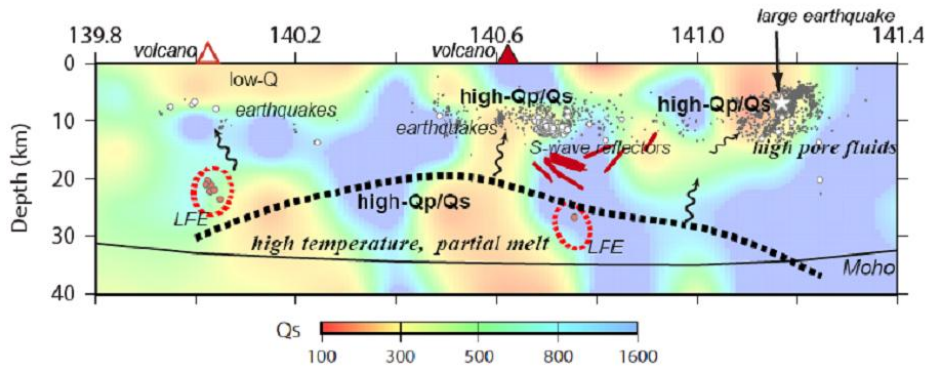 large earthquake
139.8 volcano 140.2 volcano 140.6 141.0 141.4
0
low-Q
high-Qp/Qs
high-Qp/Qs
earthquakes
10
earthquakes
S-wave reflectors
high pore fluids
Depth (km)
20
high-Qp/Qs
LFE
LFE
30
high temperature, partial melt
Moho
40
Qs
100 300 500 800 1600